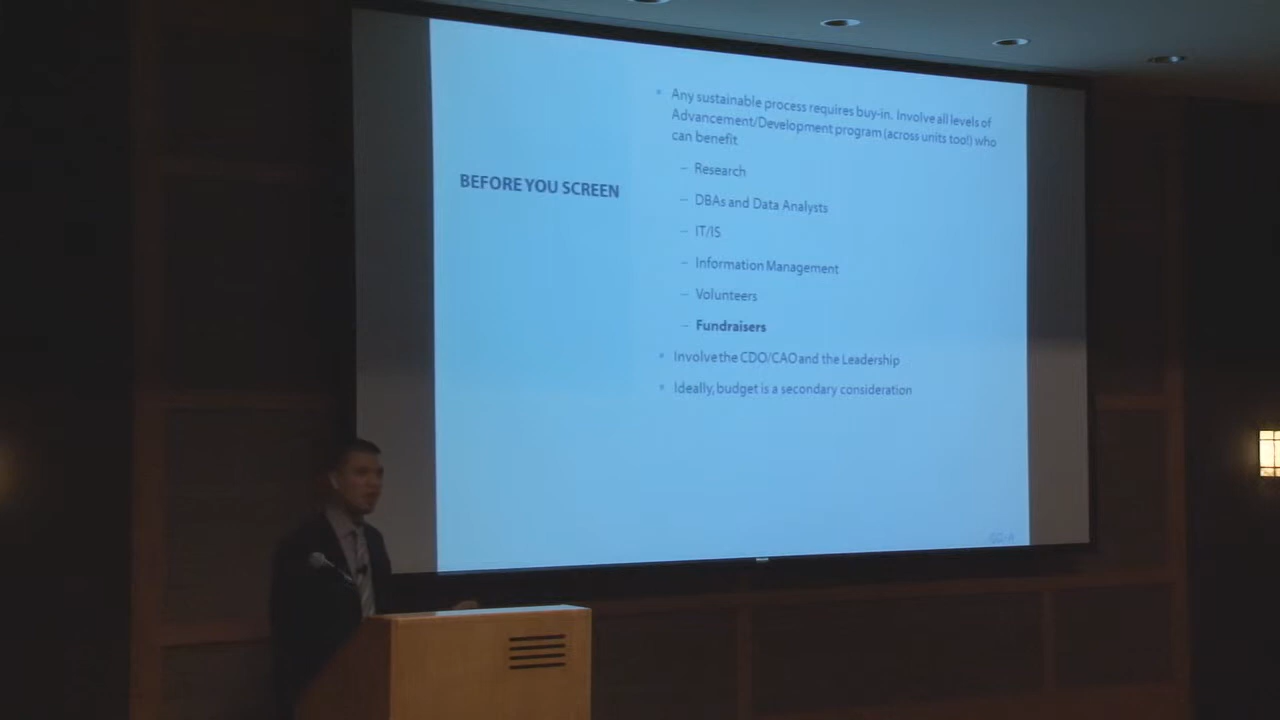 BEFORE YOU SCREEN
Any sustainable process requires buy-in. Involve all levels of
Advancement/Development program (across units too!) who
can benefit
– Research
– DBAs and Data Analysts
– IT/IS
– Information Management
– Volunteers
– Fundraisers
Involve the CDO/CAO and the Leadership
Ideally, budget is a secondary consideration